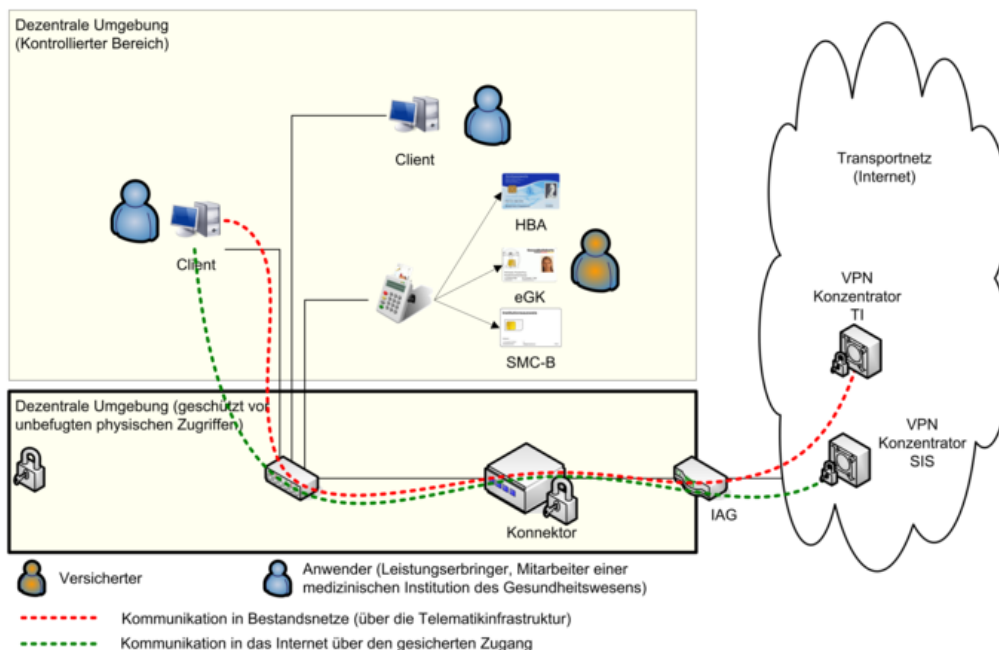 Dezentrale Umgebung
(Kontrollierter Bereich)
Client
Client
HBA
eGK
SMC-B
Transportnetz
(Internet)
VPN
Konzentrator
TI
VPN
Konzentrator
SIS
Dezentrale Umgebung (geschützt vor
unbefugten physischen Zugriffen)
Konnektor
IAG
Versicherter
Anwender (Leistungserbringer, Mitarbeiter einer
medizinischen Institution des Gesundheitswesens)
Kommunikation in Bestandsnetze (über die Telematikinfrastruktur)
Kommunikation in das Internet über den gesicherten Zugang